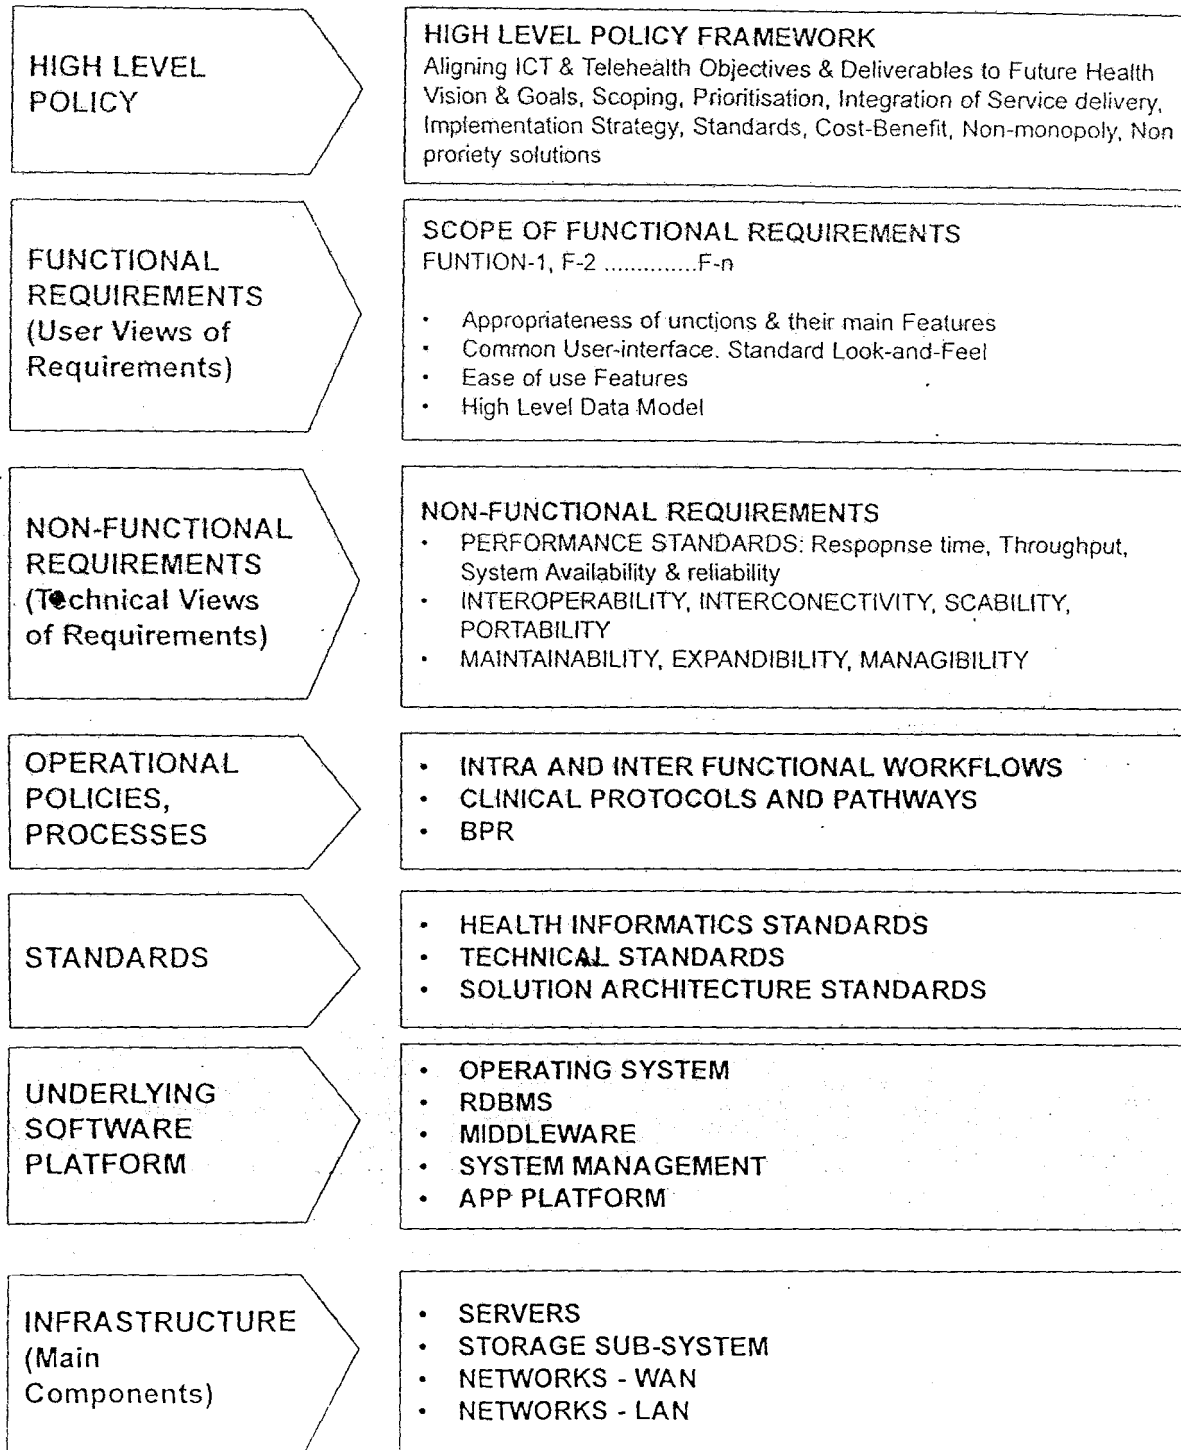 HIGH LEVEL
POLICY
HIGH LEVEL POLICY FRAMEWORK
Aligning ICT & Telehealth Objectives & Deliverables to Future Health
Vision & Goals, Scoping, Prioritisation, Integration of Service delivery,
Implementation Strategy, Standards, Cost-Benefit, Non-monopoly, Non
proriety solutions
FUNCTIONAL
REQUIREMENTS
(User Views of
Requirements)
SCOPE OF FUNCTIONAL REQUIREMENTS
FUNTION-1, F-2 ..............F-n
• Appropriateness of unctions & their main Features
• Common User-interface. Standard Look-and-Feel
• Ease of use Features
• High Level Data Model
NON-FUNCTIONAL
REQUIREMENTS
(Technical Views
of Requirements)
NON-FUNCTIONAL REQUIREMENTS
• PERFORMANCE STANDARDS: Respopnse time, Throughput,
System Availability & reliability
• INTEROPERABILITY, INTERCONECTIVITY, SCABILITY,
PORTABILITY
• MAINTAINABILITY, EXPANDIBILITY, MANAGIBILITY
OPERATIONAL
POLICIES,
PROCESSES
• INTRA AND INTER FUNCTIONAL WORKFLOWS
• CLINICAL PROTOCOLS AND PATHWAYS
• BPR
STANDARDS
• HEALTH INFORMATICS STANDARDS
• TECHNICAL STANDARDS
• SOLUTION ARCHITECTURE STANDARDS
UNDERLYING
SOFTWARE
PLATFORM
• OPERATING SYSTEM
• RDBMS
• MIDDLEWARE
• SYSTEM MANAGEMENT
• APP PLATFORM
INFRASTRUCTURE
(Main
Components)
• SERVERS
• STORAGE SUB-SYSTEM
• NETWORKS - WAN
• NETWORKS - LAN